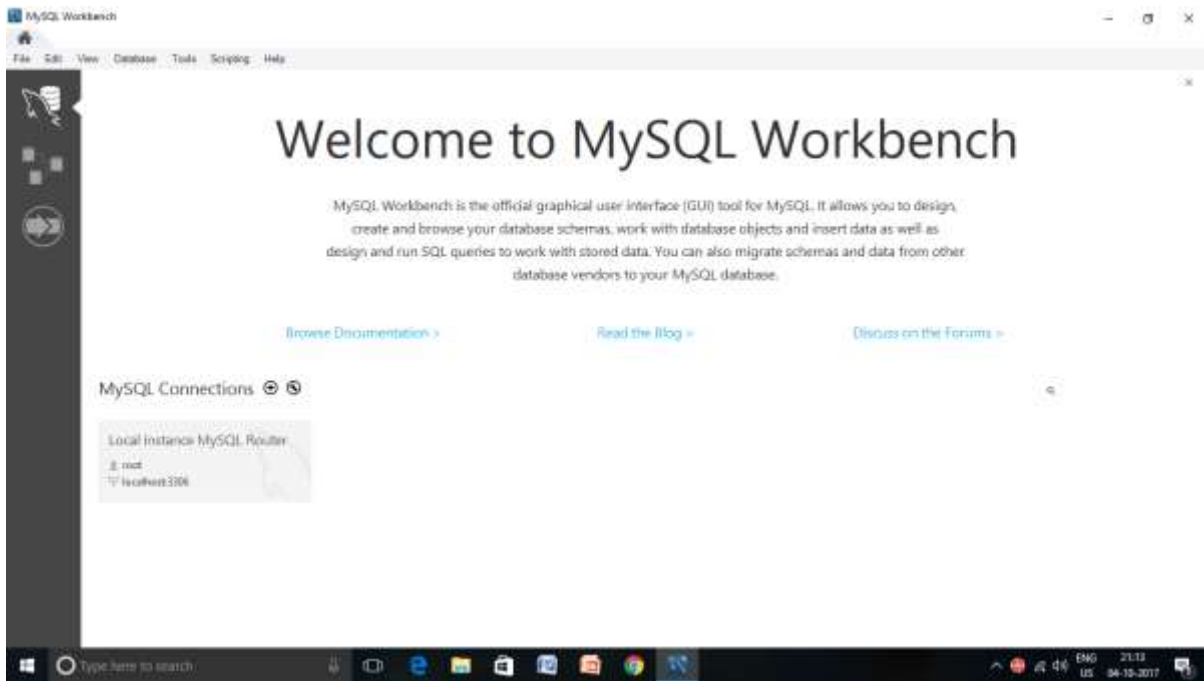 MySQL Workbench
File Edit View Database Tools Scripting Help
Welcome to MySQL Workbench
MySQL Workbench is the official graphical user interface (GUI) tool for MySQL. It allows you to design,
create and browse your database schemas, work with database objects and insert data as well as
design and run SQL queries to work with stored data. You can also migrate schemas and data from other
database vendors to your MySQL database.
Browse Documentation > Read the Blog > Discuss on the Forums >
MySQL Connections
Local instance MySQL Router
root
localhost:3306
Type here to search
ENG 21:13
US 04-10-2017